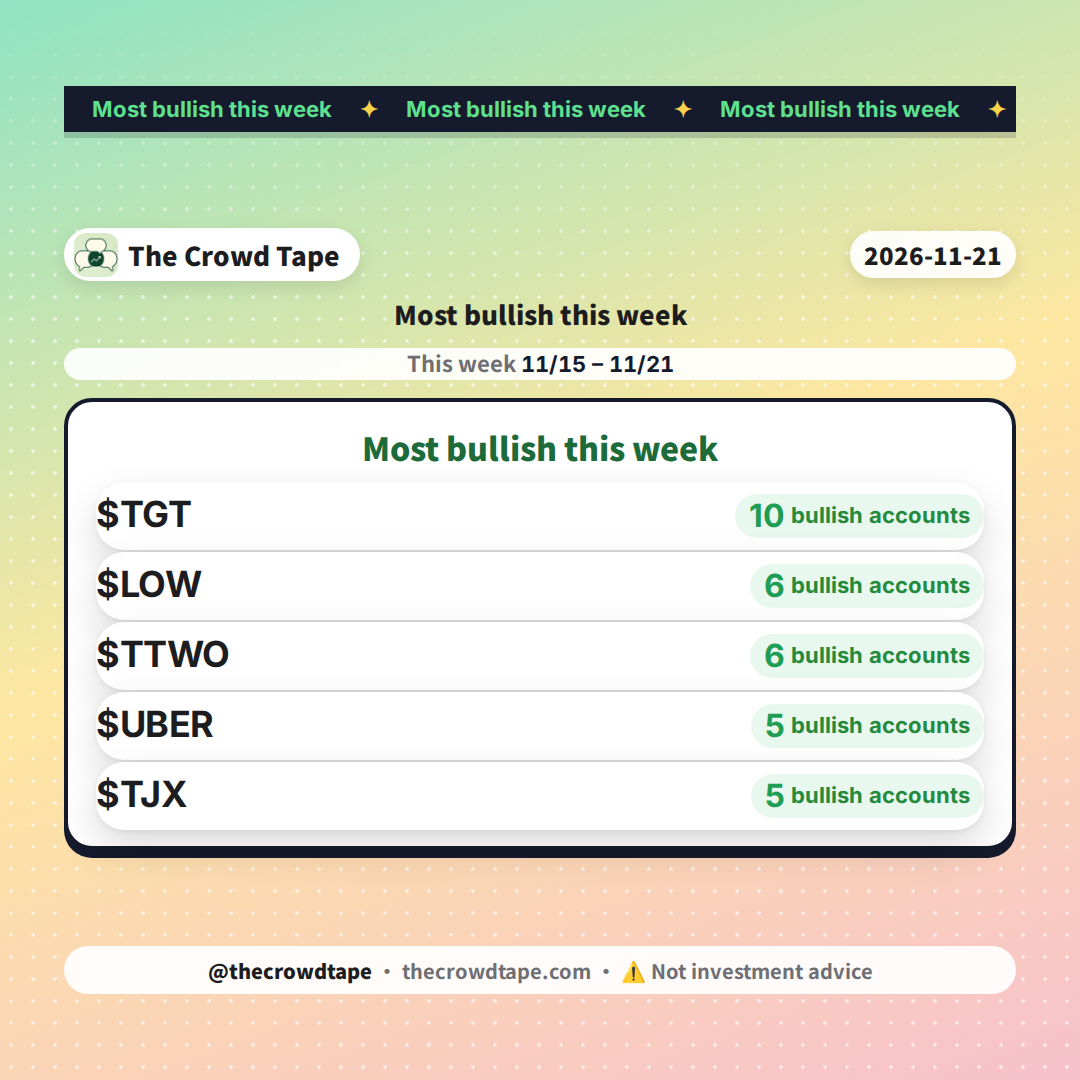 Most bullish this week ✦ Most bullish this week ✦ Most bullish this week ✦
The Crowd Tape
2026-11-21
Most bullish this week
This week 11/15 – 11/21
Most bullish this week
$TGT 10 bullish accounts
$LOW 6 bullish accounts
$TTWO 6 bullish accounts
$UBER 5 bullish accounts
$TJX 5 bullish accounts
@thecrowdtape • thecrowdtape.com • ⚠️ Not investment advice